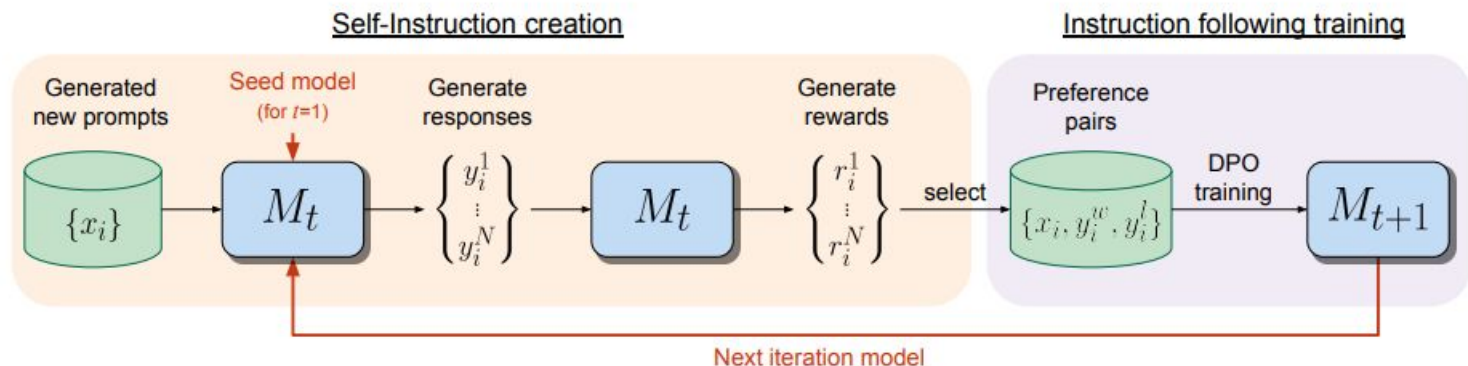 Self-Instruction creation
Instruction following training
Generated
new prompts
Seed model
(for t=1)
Generate
responses
Generate
rewards
Preference
pairs
{x_i}
M_t
y_i^1
⋮
y_i^N
M_t
r_i^1
⋮
r_i^N
select
{x_i, y_i^w, y_i^l}
DPO
training
M_{t+1}
Next iteration model